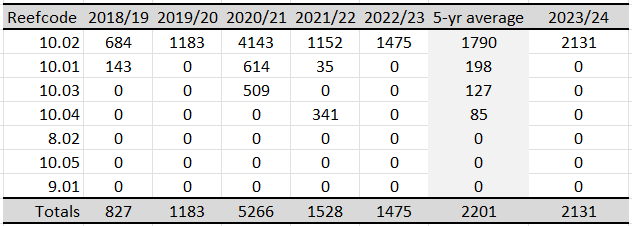 Reefcode 2018/19 2019/20 2020/21 2021/22 2022/23 5-yr average 2023/24
10.02 684 1183 4143 1152 1475 1790 2131
10.01 143 0 614 35 0 198 0
10.03 0 0 509 0 0 127 0
10.04 0 0 0 341 0 85 0
8.02 0 0 0 0 0 0 0
10.05 0 0 0 0 0 0 0
9.01 0 0 0 0 0 0 0
Totals 827 1183 5266 1528 1475 2201 2131